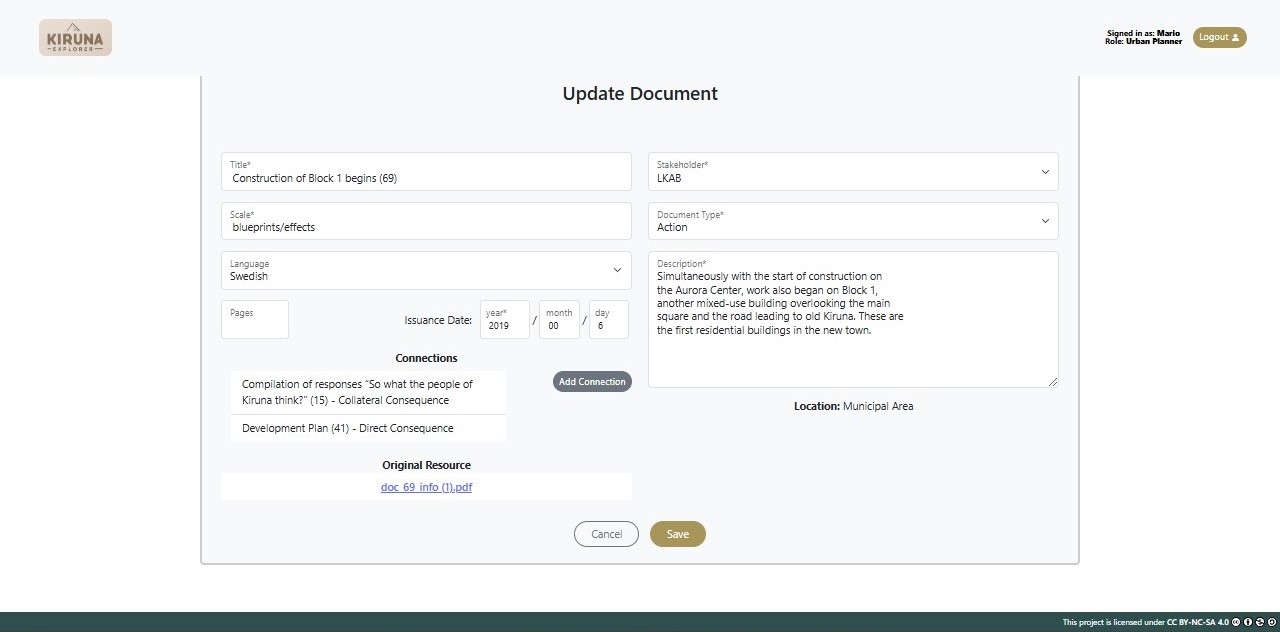 KIRUNA
EXPLORER
Signed in as: Mario
Role: Urban Planner
Logout
Update Document
Title*
Construction of Block 1 begins (69)
Stakeholder*
LKAB
Scale*
blueprints/effects
Document Type*
Action
Language
Swedish
Description*
Simultaneously with the start of construction on
the Aurora Center, work also began on Block 1,
another mixed-use building overlooking the main
square and the road leading to old Kiruna. These are
the first residential buildings in the new town.
Pages
Issuance Date:
year*
2019
/
month
00
/
day
6
Connections
Add Connection
Compilation of responses “So what the people of
Kiruna think?” (15) - Collateral Consequence
Development Plan (41) - Direct Consequence
Location: Municipal Area
Original Resource
doc_69_info (1).pdf
Cancel
Save
This project is licensed under CC BY-NC-SA 4.0